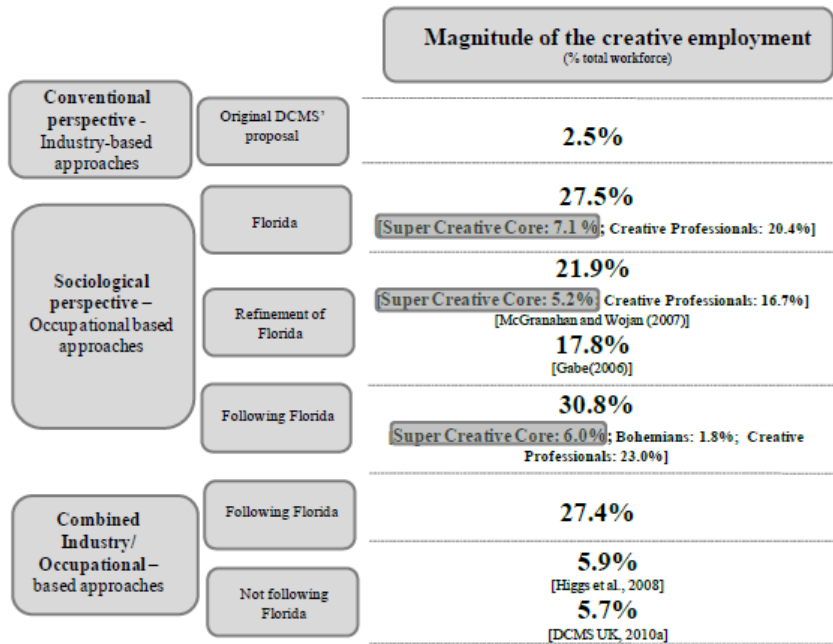 Magnitude of the creative employment
(% total workforce)
Conventional
perspective -
Industry-based
approaches
Original DCMS’
proposal
2.5%
Sociological
perspective –
Occupational based
approaches
Florida
27.5%
[Super Creative Core: 7.1 %; Creative Professionals: 20.4%]
Refinement of
Florida
21.9%
[Super Creative Core: 5.2%; Creative Professionals: 16.7%]
[McGranahan and Wojan (2007)]
17.8%
[Gabe(2006)]
Following Florida
30.8%
[Super Creative Core: 6.0%; Bohemians: 1.8%; Creative
Professionals: 23.0%]
Combined
Industry/
Occupational –
based approaches
Following Florida
27.4%
Not following
Florida
5.9%
[Higgs et al., 2008]
5.7%
[DCMS UK, 2010a]